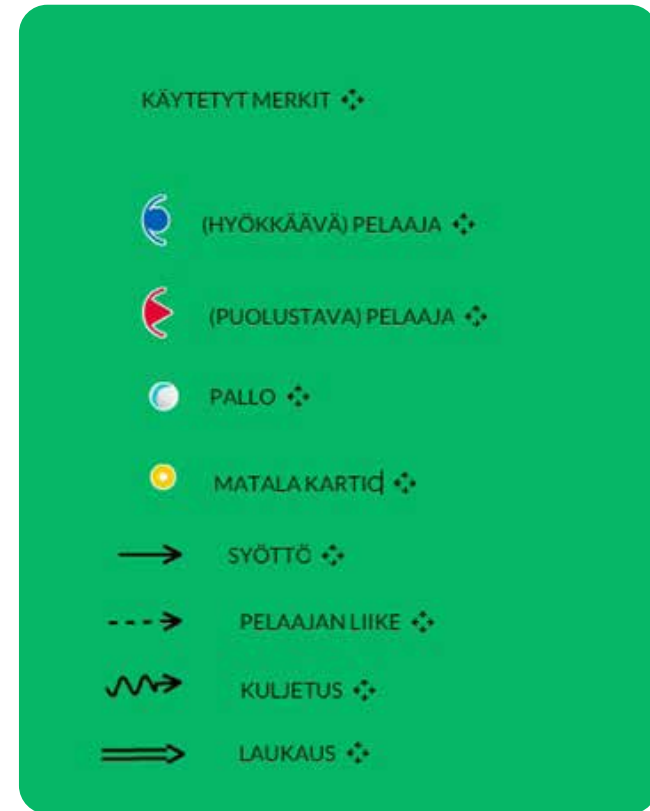 KÄYTETYT MERKIT
(HYÖKKÄÄVÄ) PELAAJA
(PUOLUSTAVA) PELAAJA
PALLO
MATALA KARTIO
SYÖTTÖ
PELAAJAN LIIKE
KULJETUS
LAUKAUS